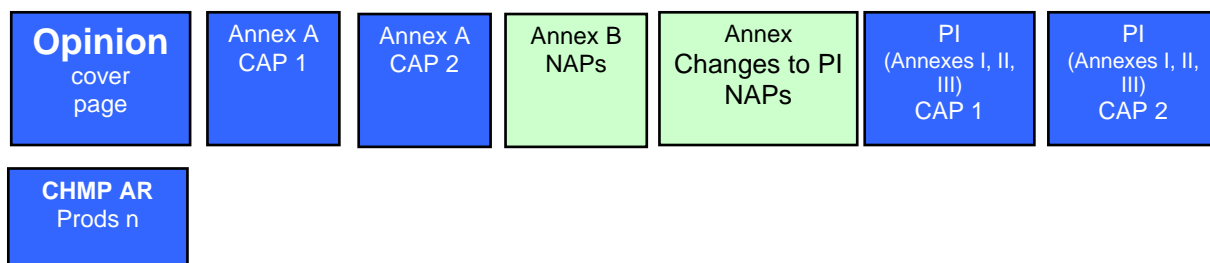 Opinion
cover
page
Annex A
CAP 1
Annex A
CAP 2
Annex B
NAPs
Annex
Changes to PI
NAPs
PI
(Annexes I, II,
III)
CAP 1
PI
(Annexes I, II,
III)
CAP 2
CHMP AR
Prods n